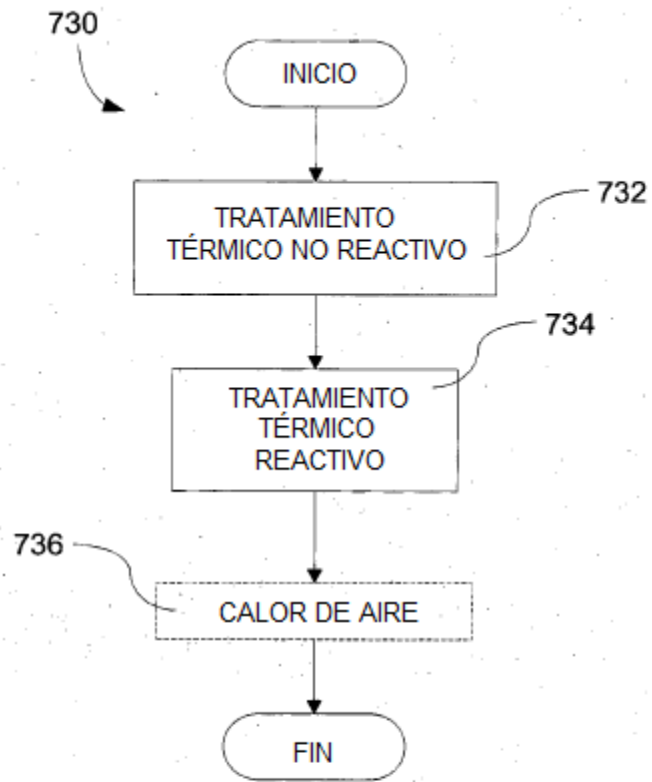 730
INICIO
732
TRATAMIENTO
TÉRMICO NO REACTIVO
734
TRATAMIENTO
TÉRMICO
REACTIVO
736
CALOR DE AIRE
FIN